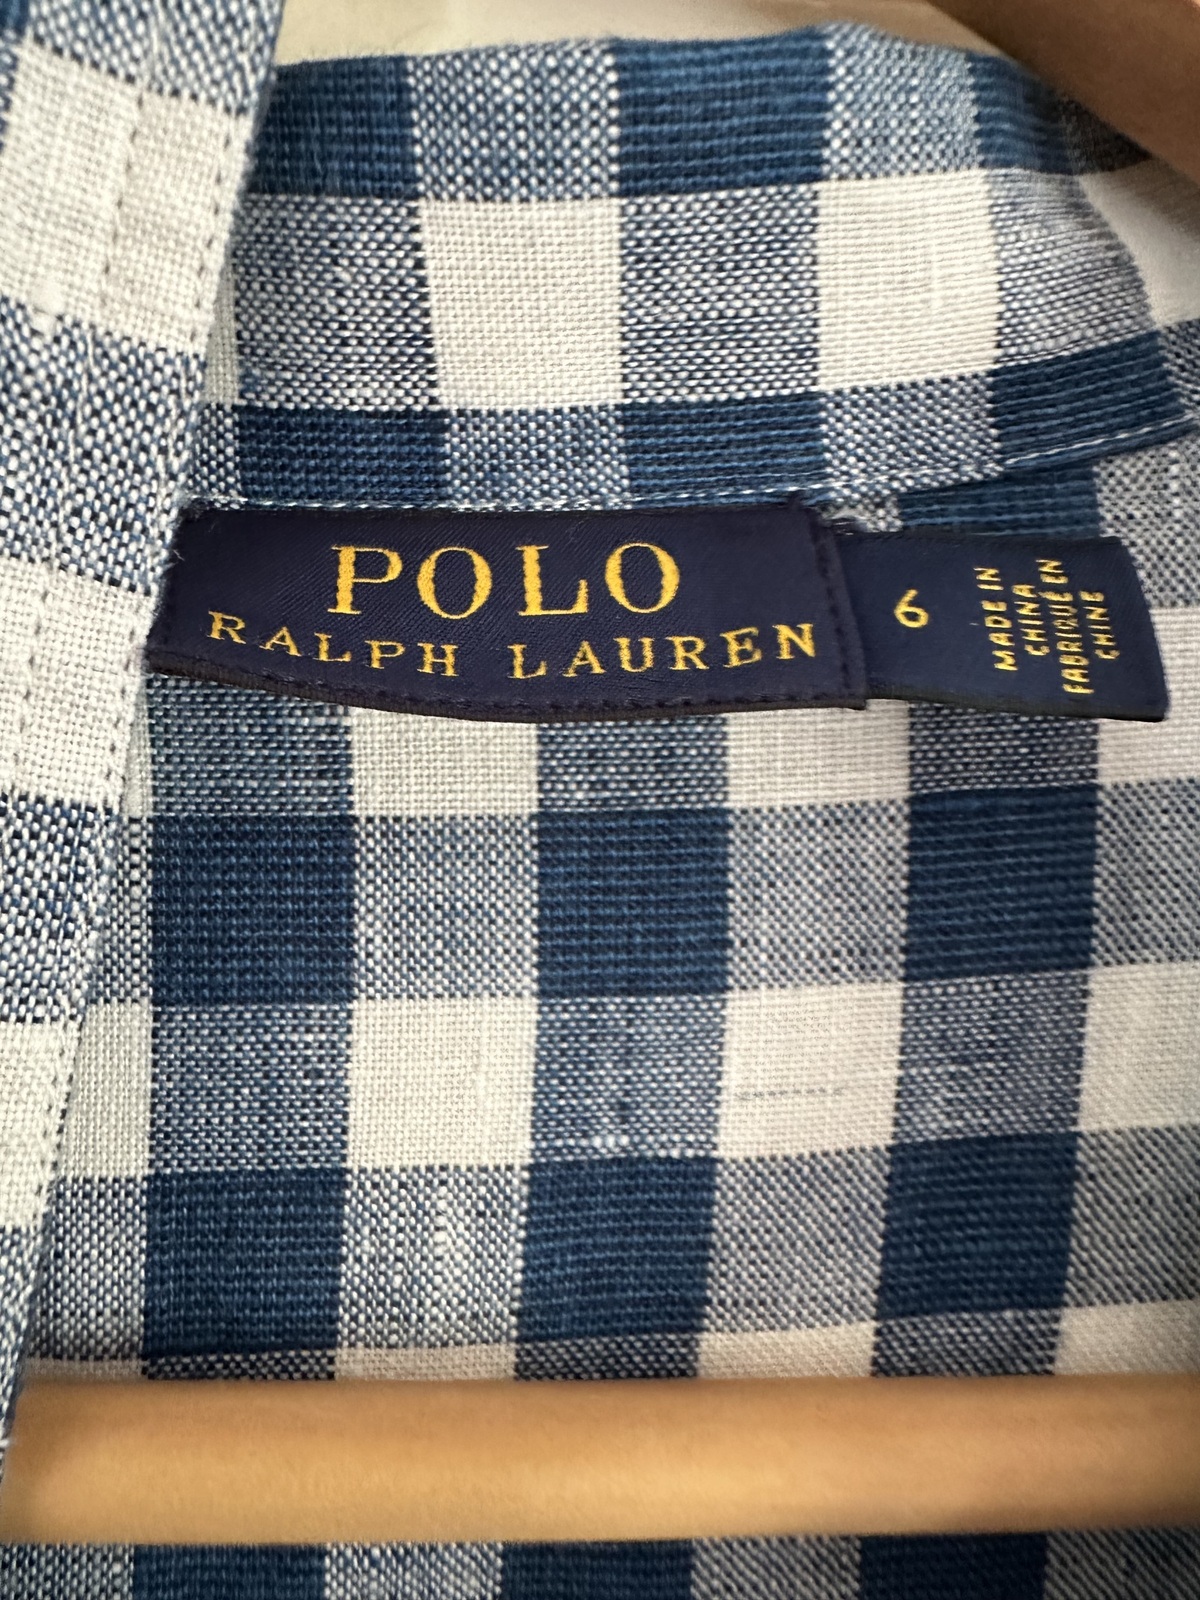 POLO
RALPH LAUREN
6
MADE IN
CHINA
FABRIQUÉ EN
CHINE